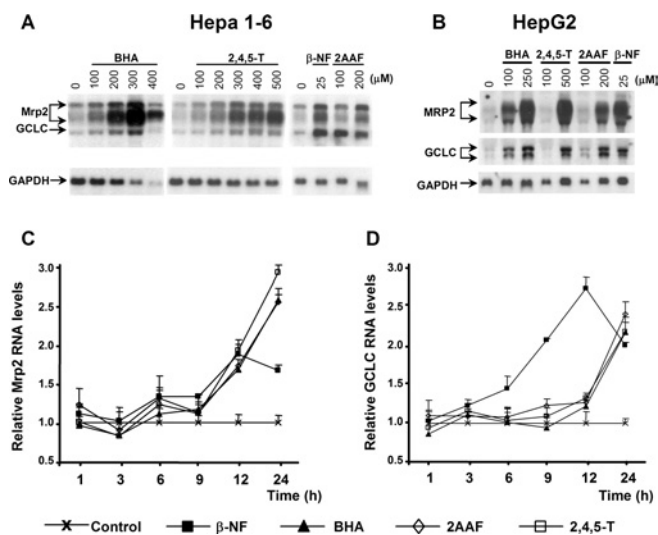 A Hepa 1-6
BHA 2,4,5-T β-NF 2AAF
0 100 200 300 400 0 100 200 300 400 500 0 25 100 200 (μM)
Mrp2
GCLC
GAPDH
B HepG2
BHA 2,4,5-T 2AAF β-NF
0 100 250 100 500 100 200 25 (μM)
MRP2
GCLC
GAPDH
C
Relative Mrp2 RNA levels
3.0
2.5
2.0
1.5
1.0
0.5
1 3 6 9 12 24
Time (h)
D
Relative GCLC RNA levels
3.0
2.5
2.0
1.5
1.0
0.5
1 3 6 9 12 24
Time (h)
Control β-NF BHA 2AAF 2,4,5-T